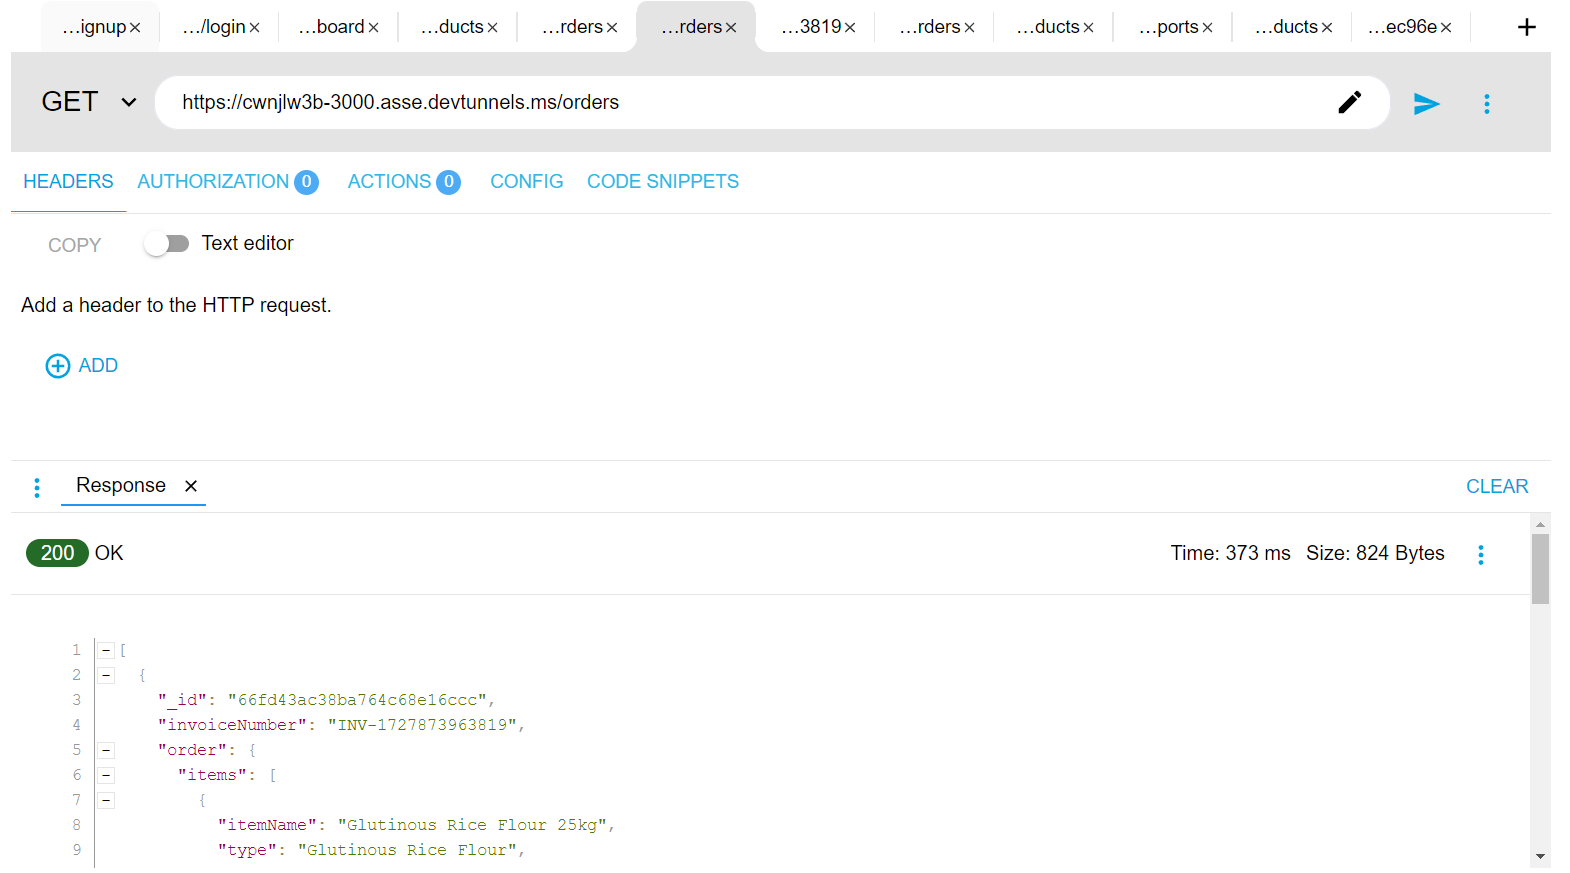 …ignup× …/login× …board× …ducts× …rders× …rders× …3819× …rders× …ducts× …ports× …ducts× …ec96e× +
GET https://cwnjlw3b-3000.asse.devtunnels.ms/orders
HEADERS AUTHORIZATION 0 ACTIONS 0 CONFIG CODE SNIPPETS
COPY Text editor
Add a header to the HTTP request.
ADD
Response × CLEAR
200 OK Time: 373 ms Size: 824 Bytes
1 [
2 {
3 "_id": "66fd43ac38ba764c68e16ccc",
4 "invoiceNumber": "INV-1727873963819",
5 "order": {
6 "items": [
7 {
8 "itemName": "Glutinous Rice Flour 25kg",
9 "type": "Glutinous Rice Flour",